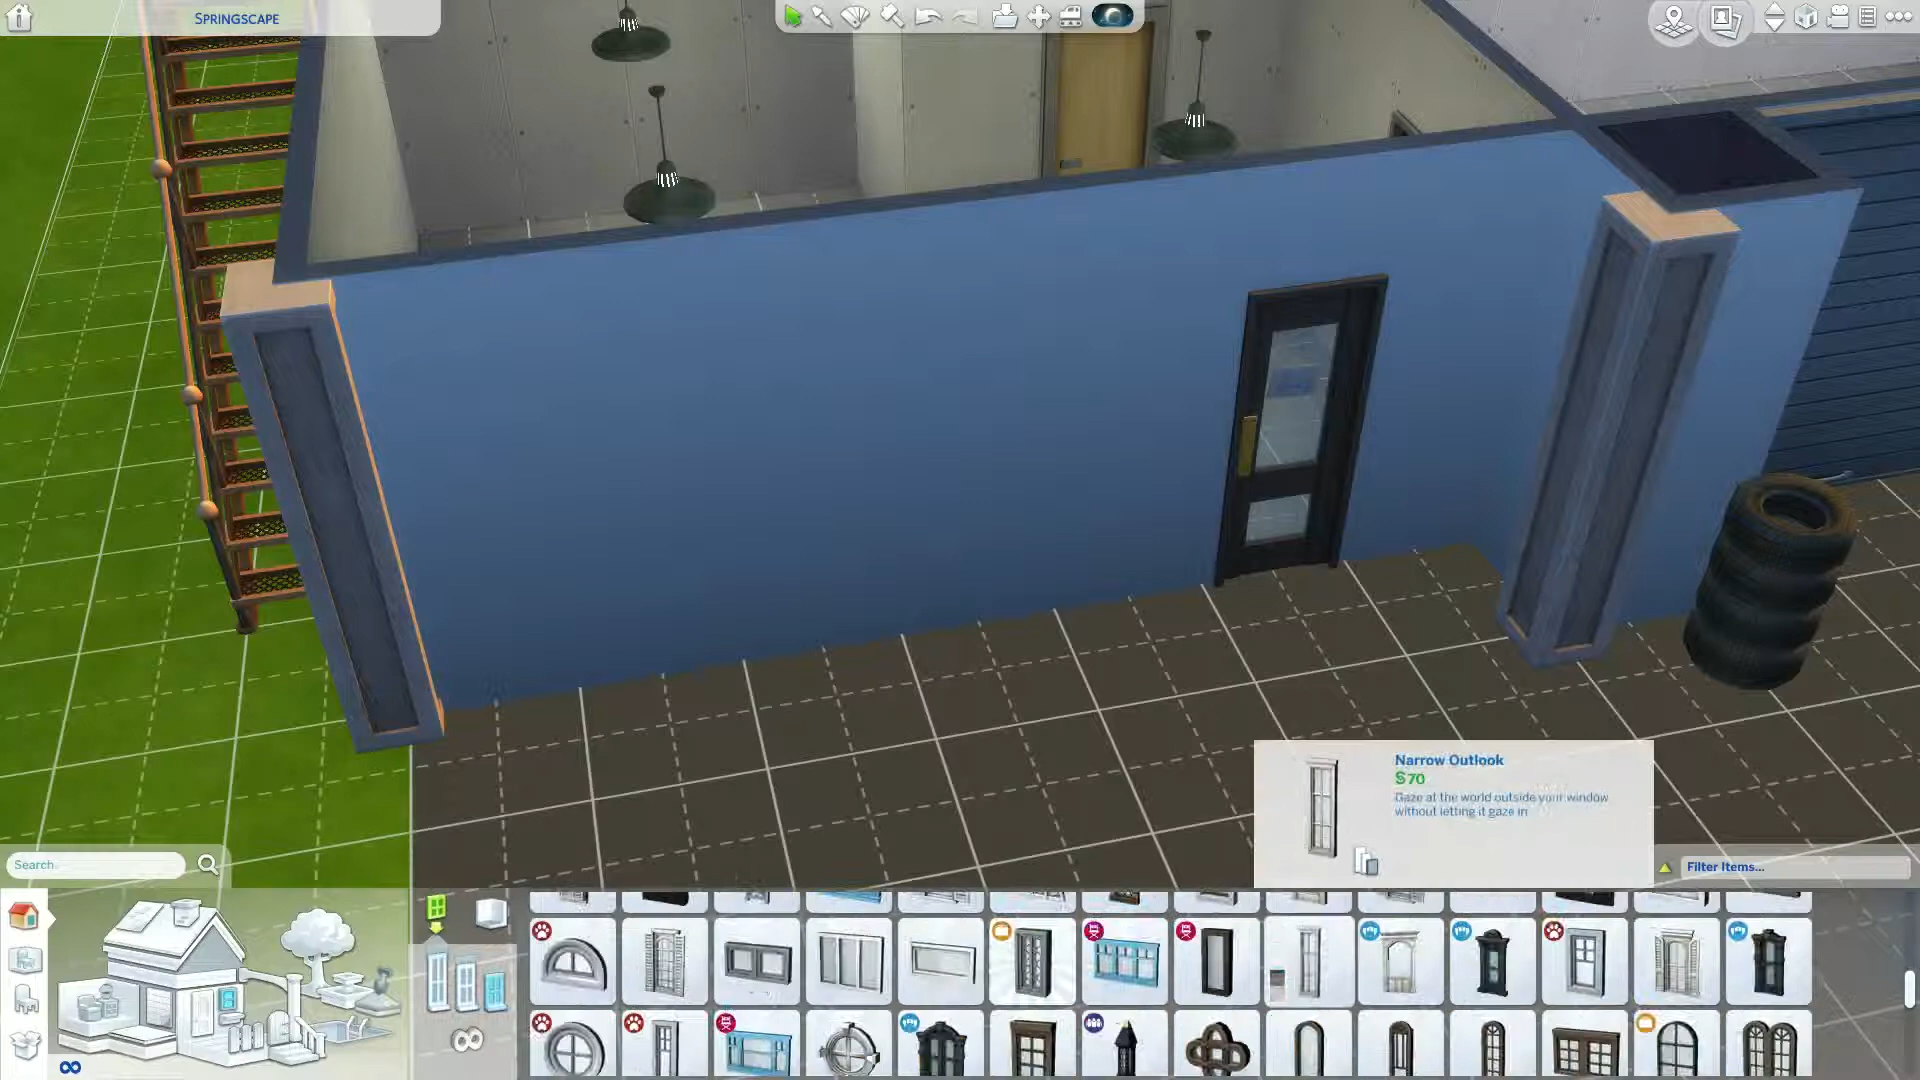 SPRINGSCAPE
Narrow Outlook
§70
Gaze at the world outside your window
without letting it gaze in
Search
Filter Items...